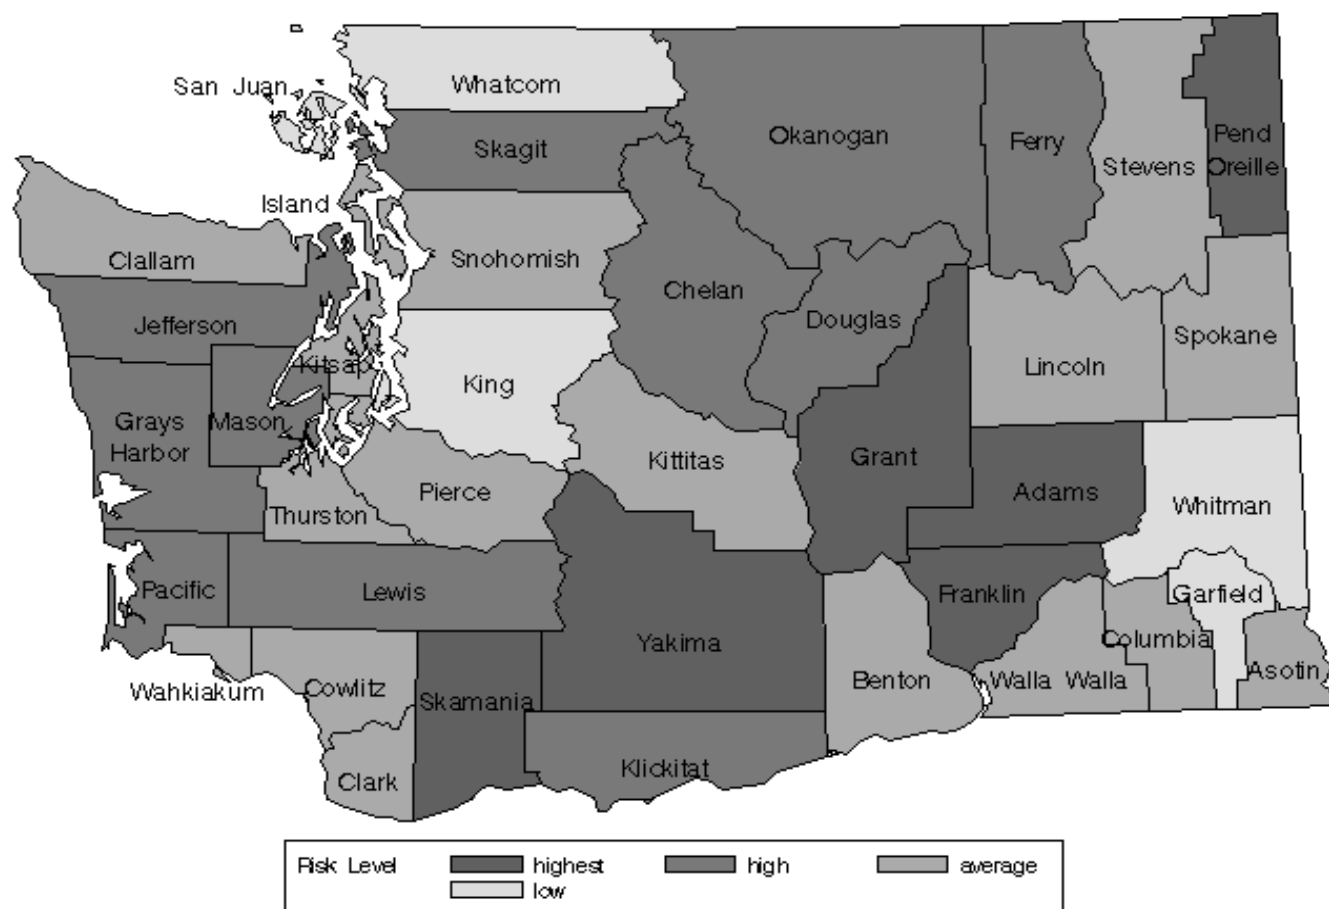 San Juan
Whatcom
Skagit
Okanogan
Ferry
Pend
Oreille
Stevens
Island
Clallam
Snohomish
Chelan
Jefferson
Douglas
Kitsap
King
Lincoln
Spokane
Grays
Harbor
Mason
Kittitas
Grant
Adams
Whitman
Pierce
Thurston
Pacific
Lewis
Franklin
Garfield
Yakima
Columbia
Wahkiakum
Cowlitz
Skamania
Benton
Walla Walla
Asotin
Clark
Klickitat
Risk Level
highest
high
average
low